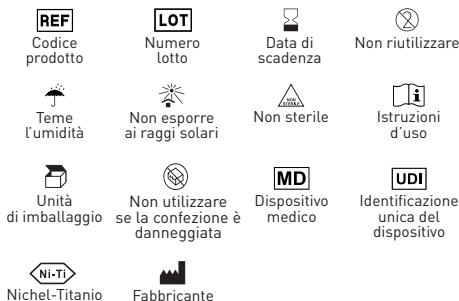 REF
LOT
Codice
prodotto
Numero
lotto
Data di
scadenza
Non riutilizzare
NON
STERILE
Teme
l'umidità
Non esporre
ai raggi solari
Non sterile
Istruzioni
d'uso
MD
UDI
Unità
di imballaggio
Non utilizzare
se la confezione è
danneggiata
Dispositivo
medico
Identificazione
unica del
dispositivo
Ni-Ti
Nichel-Titanio
Fabbricante